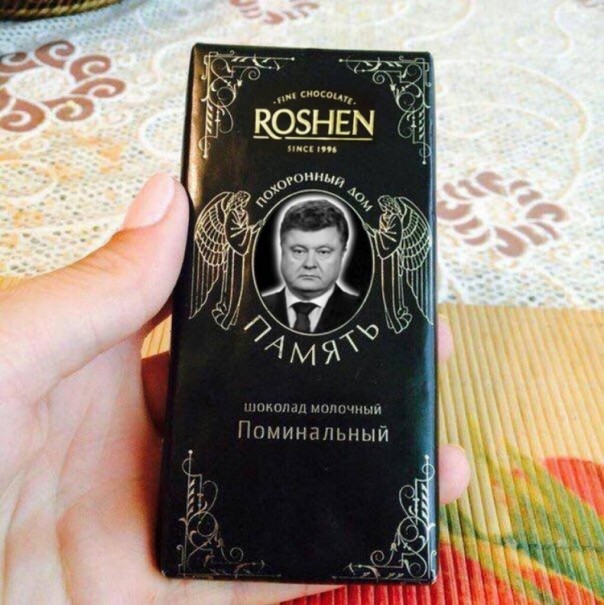 FINE CHOCOLATE
ROSHEN
SINCE 1996
ПОХОРОННЫЙ ДОМ
ПАМЯТЬ
ШОКОЛАД МОЛОЧНЫЙ
Поминальный